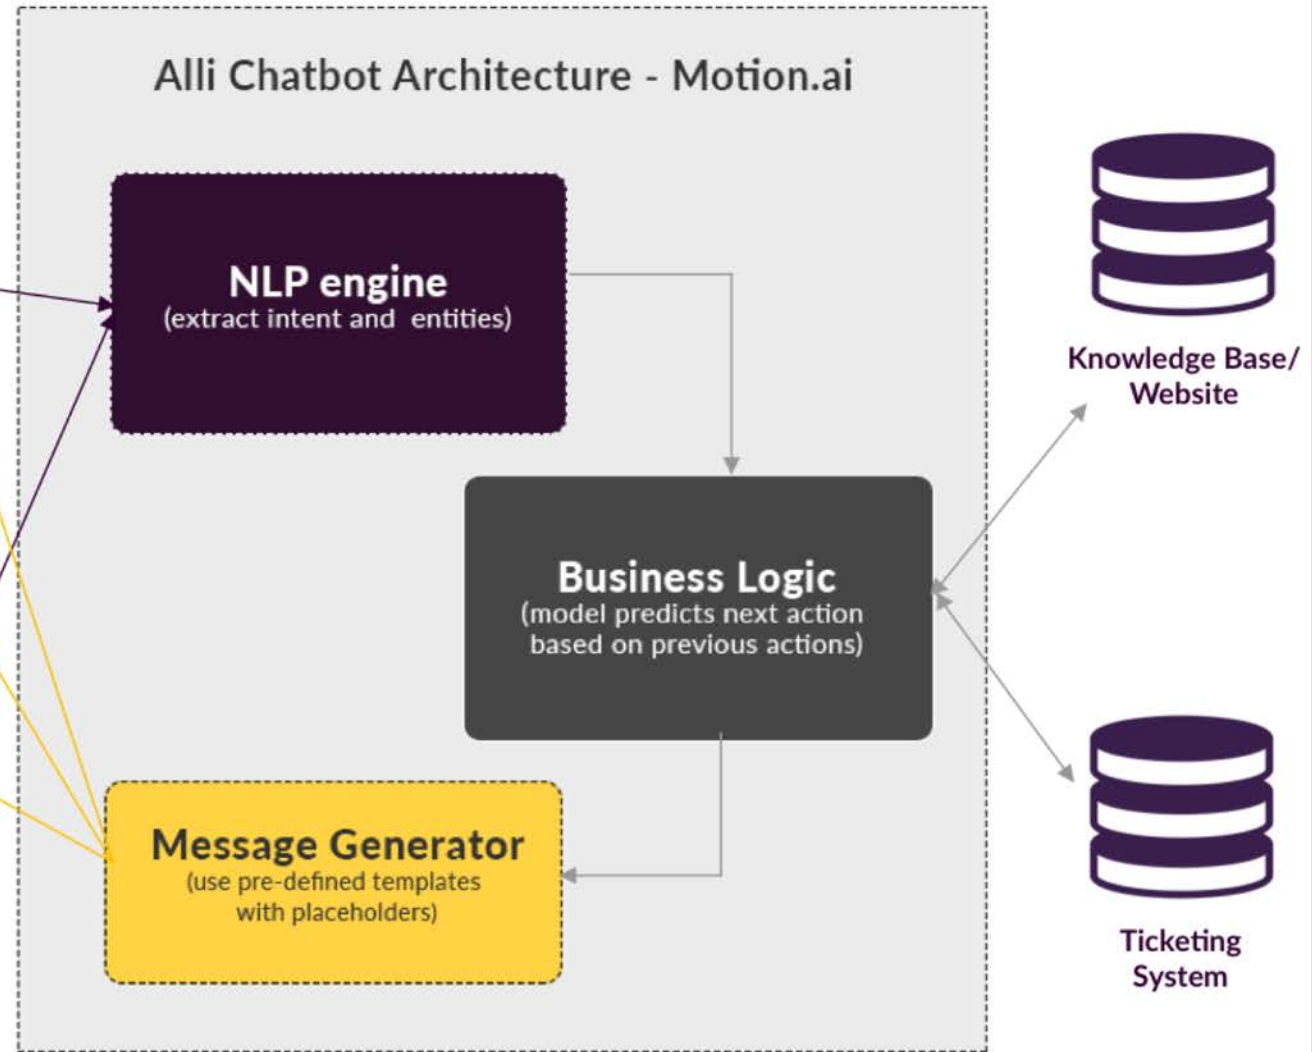 Alli Chatbot Architecture - Motion.ai
NLP engine
(extract intent and  entities)
Knowledge Base/
Website
Business Logic
(model predicts next action
based on previous actions)
Message Generator
(use pre-defined templates
with placeholders)
Ticketing
System